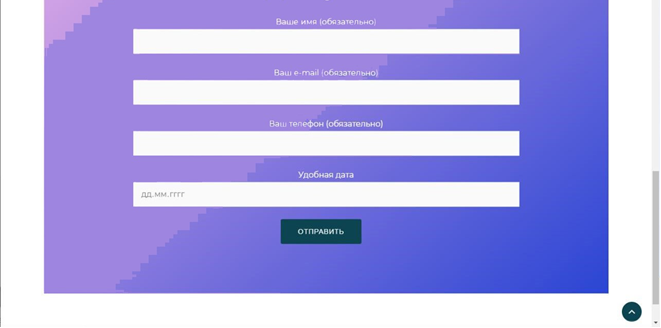 Ваше имя (обязательно)
Ваш e-mail (обязательно)
Ваш телефон (обязательно)
Удобная дата
дд.мм.гггг
ОТПРАВИТЬ